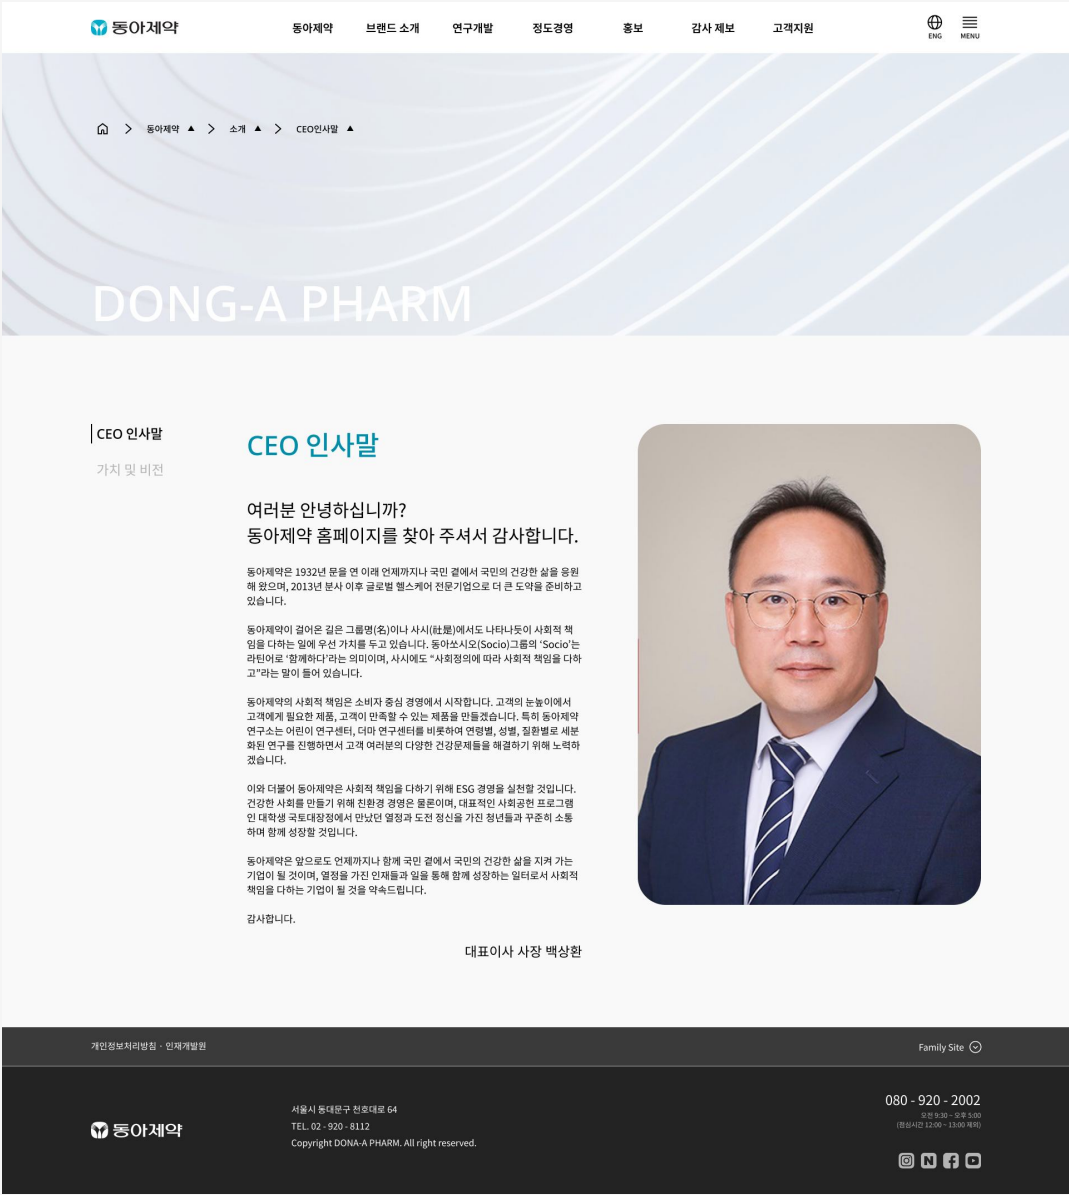 동아제약
동아제약 브랜드 소개 연구개발 정도경영 홍보 감사 제보 고객지원
ENG MENU
동아제약 ▲ 소개 ▲ CEO인사말 ▲
DONG-A PHARM
CEO 인사말
가치 및 비전
CEO 인사말
여러분 안녕하십니까?
동아제약 홈페이지를 찾아 주셔서 감사합니다.
동아제약은 1932년 문을 연 이래 언제까지나 국민 곁에서 국민의 건강한 삶을 응원
해 왔으며, 2013년 분사 이후 글로벌 헬스케어 전문기업으로 더 큰 도약을 준비하고
있습니다.
동아제약이 걸어온 길은 그룹명(名)이나 사시(社是)에서도 나타나듯이 사회적 책
임을 다하는 일에 우선 가치를 두고 있습니다. 동아쏘시오(Socio)그룹의 ‘Socio’는
라틴어로 ‘함께하다’라는 의미이며, 사시에도 “사회정의에 따라 사회적 책임을 다하
고”라는 말이 들어 있습니다.
동아제약의 사회적 책임은 소비자 중심 경영에서 시작합니다. 고객의 눈높이에서
고객에게 필요한 제품, 고객이 만족할 수 있는 제품을 만들겠습니다. 특히 동아제약
연구소는 어린이 연구센터, 더마 연구센터를 비롯하여 연령별, 성별, 질환별로 세분
화된 연구를 진행하면서 고객 여러분의 다양한 건강문제들을 해결하기 위해 노력하
겠습니다.
이와 더불어 동아제약은 사회적 책임을 다하기 위해 ESG 경영을 실천할 것입니다.
건강한 사회를 만들기 위해 친환경 경영은 물론이며, 대표적인 사회공헌 프로그램
인 대학생 국토대장정에서 만났던 열정과 도전 정신을 가진 청년들과 꾸준히 소통
하며 함께 성장할 것입니다.
동아제약은 앞으로도 언제까지나 함께 국민 곁에서 국민의 건강한 삶을 지켜 가는
기업이 될 것이며, 열정을 가진 인재들과 일을 통해 함께 성장하는 일터로서 사회적
책임을 다하는 기업이 될 것을 약속드립니다.
감사합니다.
대표이사 사장 백상환
개인정보처리방침 · 인재개발원
Family Site
동아제약
서울시 동대문구 천호대로 64
TEL. 02 - 920 - 8112
Copyright DONA-A PHARM. All right reserved.
080 - 920 - 2002
오전 9:30 ~ 오후 5:00
(점심시간 12:00 ~ 13:00 제외)